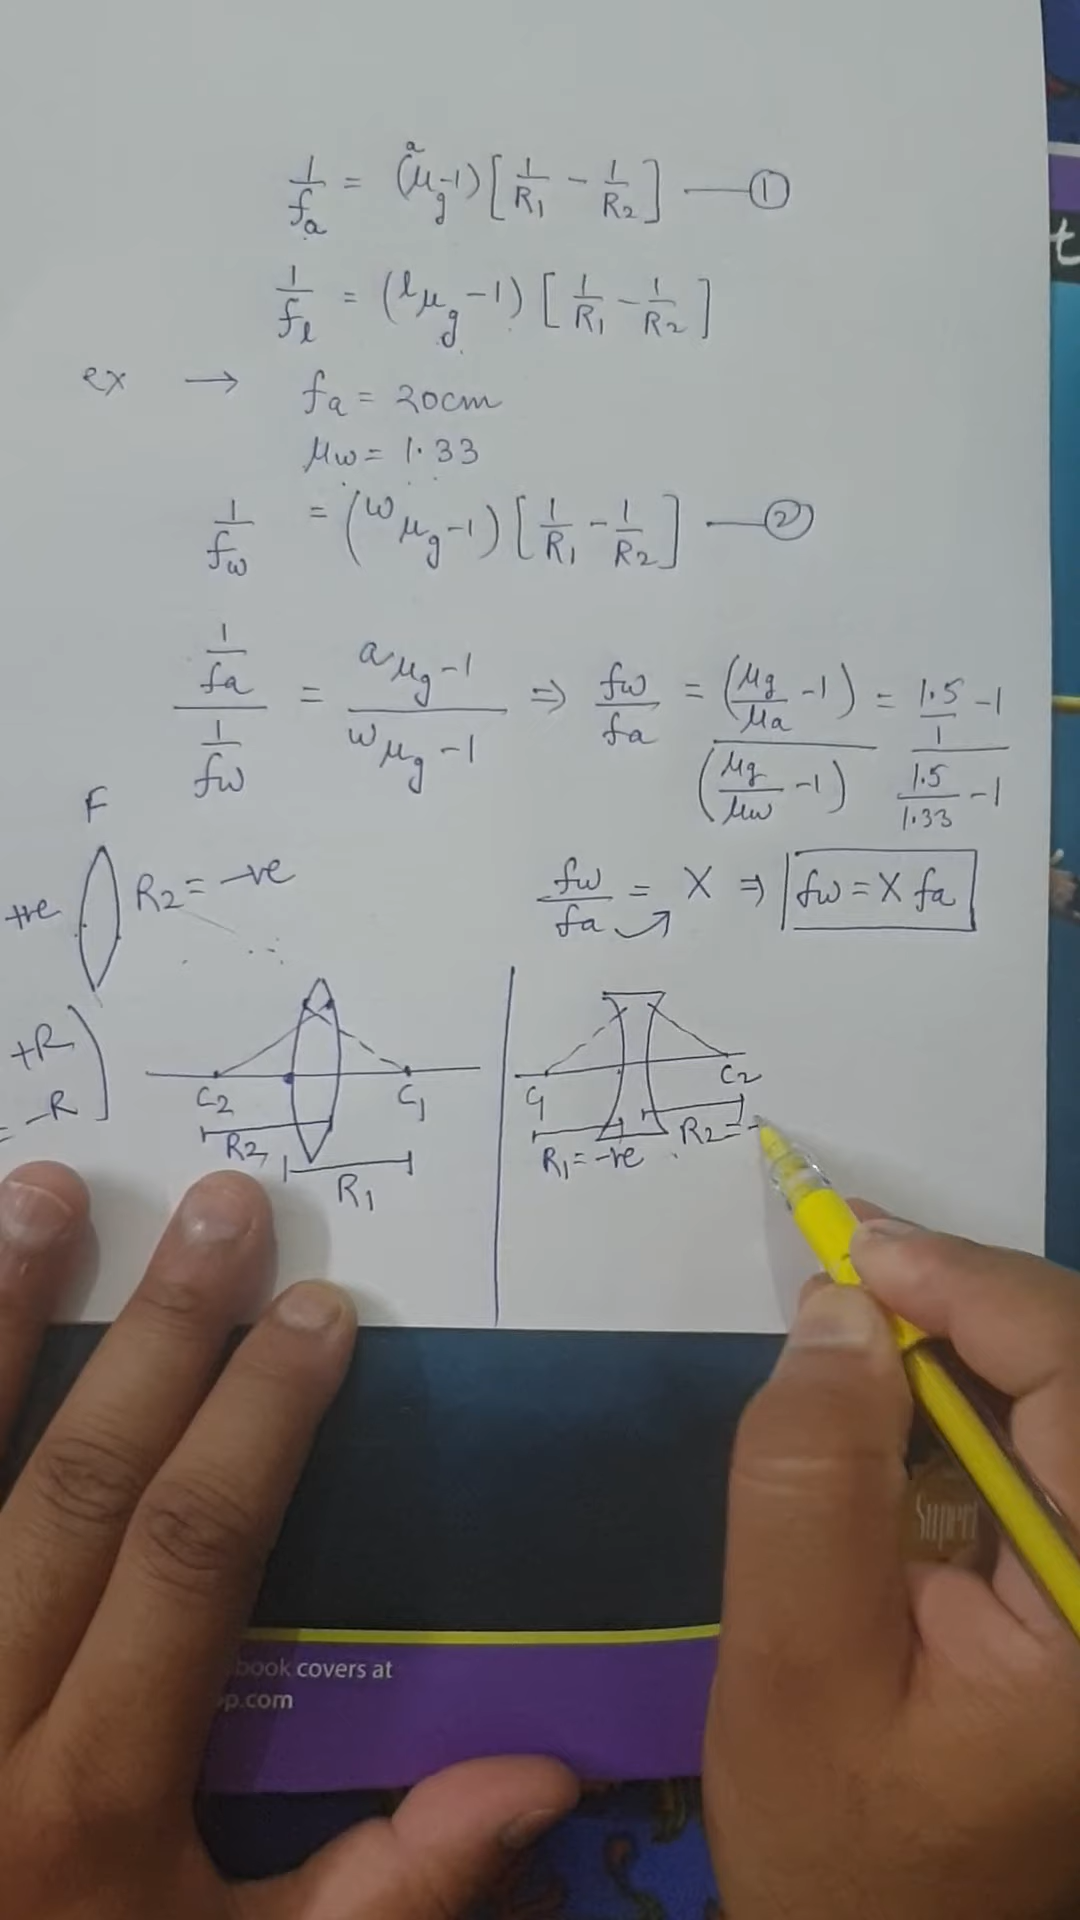 1/fa = (aμg-1)[1/R1 - 1/R2] —①
1/fl = (lμg-1)[1/R1 - 1/R2]
ex → fa = 20cm
μw = 1.33
1/fw = (wμg-1)[1/R1 - 1/R2] —②
(1/fa)/(1/fw) = (aμg-1)/(wμg-1) ⇒ fw/fa = (μg/μa -1)/(μg/μw -1) = (1.5/1 -1)/(1.5/1.33 -1)
F
+ve R2 = -ve
fw/fa = X ⇒ fw = X fa
+R
= -R
C2 C1
R2
R1
C1 C2
R1 = -ve R2 = -
t
Super
book covers at
p.com